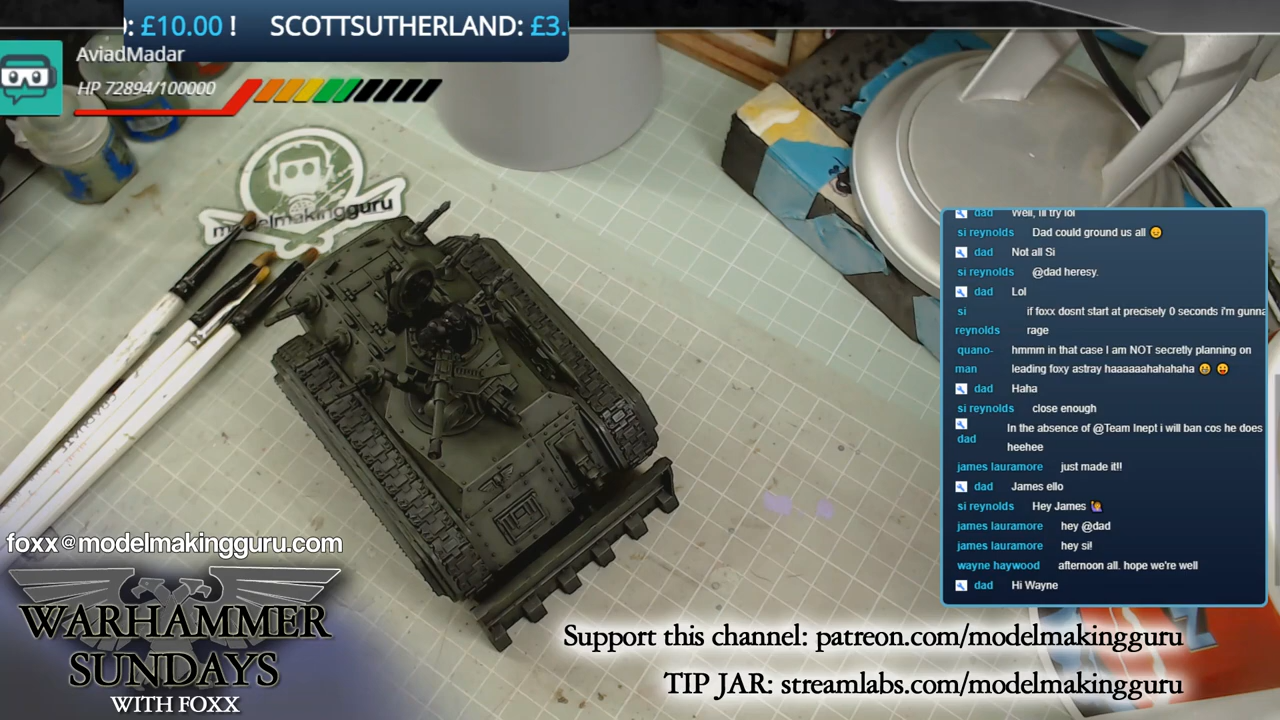 : £10.00 ! SCOTTSUTHERLAND: £3.
AviadMadar
HP 72894/100000
modelmakingguru
dad Well, ill try lol
si reynolds Dad could ground us all 😠
dad Not all Si
si reynolds @dad heresy.
dad Lol
si if foxx dosnt start at precisely 0 seconds i'm gunna
reynolds rage
quano- hmmm in that case I am NOT secretly planning on
man leading foxy astray haaaaaahahahaha 😆 😛
dad Haha
si reynolds close enough
In the absence of @Team Inept i will ban cos he does
dad heehee
james lauramore just made it!!
dad James ello
si reynolds Hey James 🙋
james lauramore hey @dad
james lauramore hey si!
wayne haywood afternoon all. hope we're well
dad Hi Wayne
foxx@modelmakingguru.com
WARHAMMER
SUNDAYS
WITH FOXX
Support this channel: patreon.com/modelmakingguru
TIP JAR: streamlabs.com/modelmakingguru